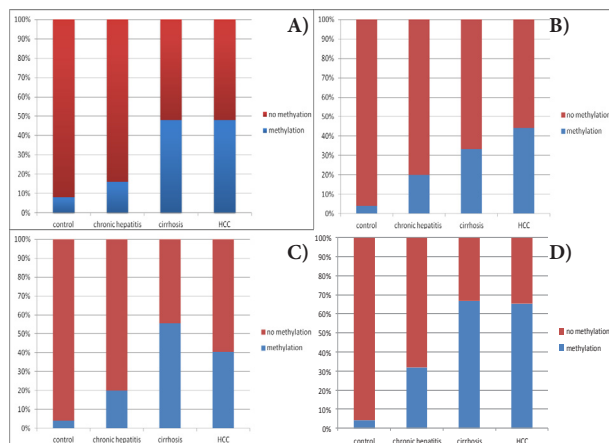 A)
100%
90%
80%
70%
60%
50%
40%
30%
20%
10%
0%
control chronic hepatitis cirrhosis HCC
no methyation
methylation
B)
100%
90%
80%
70%
60%
50%
40%
30%
20%
10%
0%
control chronic hepatitis cirrhosis HCC
no methylation
methylation
C)
100%
90%
80%
70%
60%
50%
40%
30%
20%
10%
0%
control chronic hepatitis cirrhosis HCC
no methylation
methylation
D)
100%
90%
80%
70%
60%
50%
40%
30%
20%
10%
0%
control chronic hepatitis cirrhosis HCC
no methylation
methylation